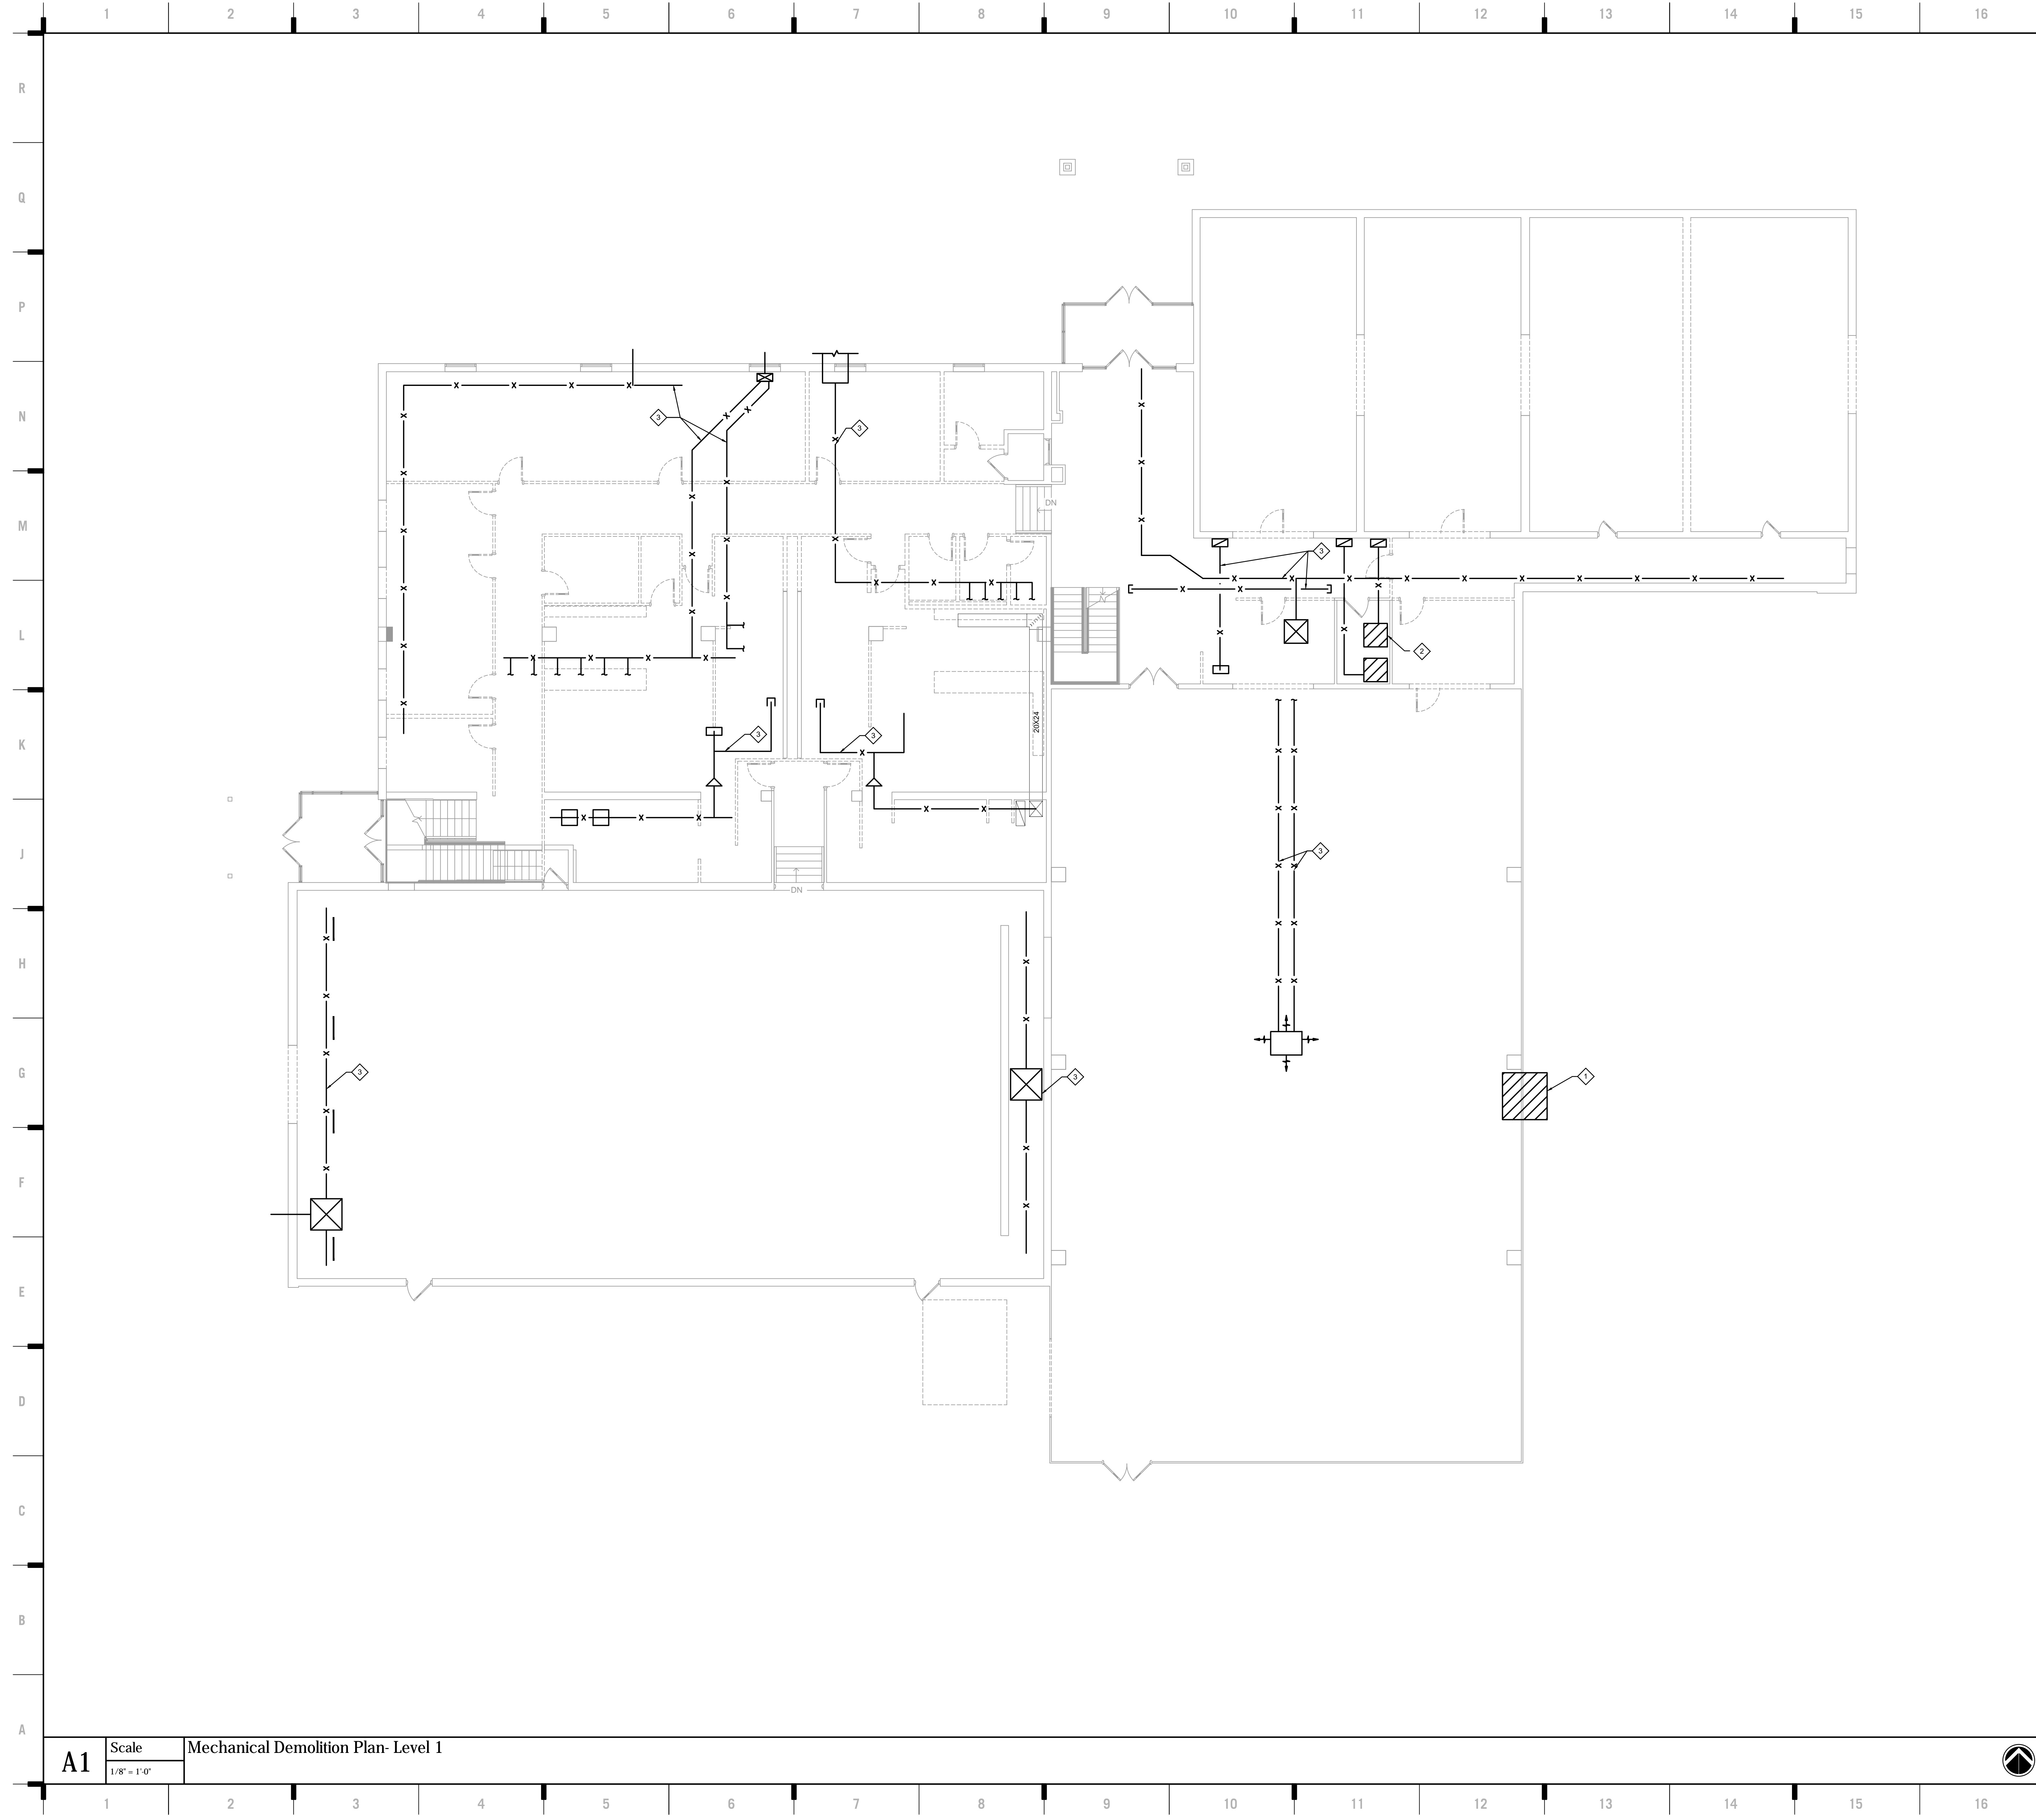 1 2 3 4 5 6 7 8 9 10 11 12 13 14 15 16
R
Q
P
N
3
3
M
DN
3
L
2
20X24
K
3
3
3
J
DN
H
G
3
3
1
F
E
D
C
B
A
A1
Scale
1/8" = 1'-0"
Mechanical Demolition Plan- Level 1
1 2 3 4 5 6 7 8 9 10 11 12 13 14 15 16